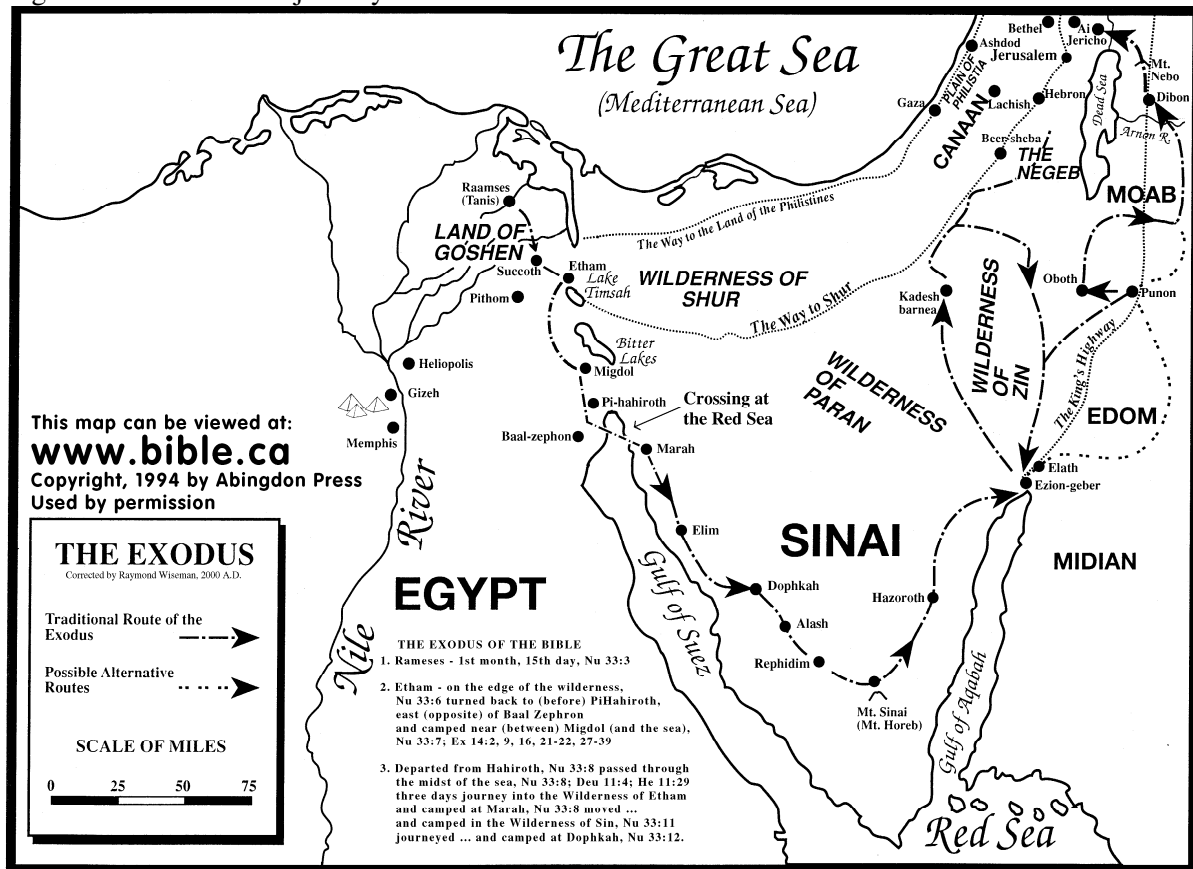 The Great Sea
(Mediterranean Sea)
Bethel
Ai
Jericho
Ashdod
Jerusalem
PLAIN OF
PHILISTIA
Mt.
Nebo
Gaza
Lachish
Hebron
Dead Sea
Dibon
CANAAN
Arnon R.
Beer-sheba
THE
NEGEB
MOAB
Raamses
(Tanis)
The Way to the Land of the Philistines
LAND OF
GOSHEN
Succoth
Etham
Lake
Timsah
WILDERNESS OF
SHUR
Pithom
The Way to Shur
Kadesh
barnea
WILDERNESS
OF
ZIN
Oboth
Punon
Bitter
Lakes
Heliopolis
Migdol
The King's Highway
Gizeh
WILDERNESS
OF
PARAN
EDOM
Pi-hahiroth
Crossing at
the Red Sea
Memphis
Baal-zephon
Marah
Elath
Ezion-geber
This map can be viewed at:
www.bible.ca
Copyright, 1994 by Abingdon Press
Used by permission
Nile
River
EGYPT
Elim
SINAI
MIDIAN
Gulf of Suez
Dophkah
Hazoroth
Alash
Rephidim
Mt. Sinai
(Mt. Horeb)
Gulf of Aqabah
Red Sea
THE EXODUS
Corrected by Raymond Wiseman, 2000 A.D.
Traditional Route of the
Exodus
Possible Alternative
Routes
SCALE OF MILES
0 25 50 75
THE EXODUS OF THE BIBLE
1. Rameses - 1st month, 15th day, Nu 33:3
2. Etham - on the edge of the wilderness,
Nu 33:6 turned back to (before) PiHahiroth,
east (opposite) of Baal Zephron
and camped near (between) Migdol (and the sea),
Nu 33:7; Ex 14:2, 9, 16, 21-22, 27-39
3. Departed from Hahiroth, Nu 33:8 passed through
the midst of the sea, Nu 33:8; Deu 11:4; He 11:29
three days journey into the Wilderness of Etham
and camped at Marah, Nu 33:8 moved ...
and camped in the Wilderness of Sin, Nu 33:11
journeyed ... and camped at Dophkah, Nu 33:12.